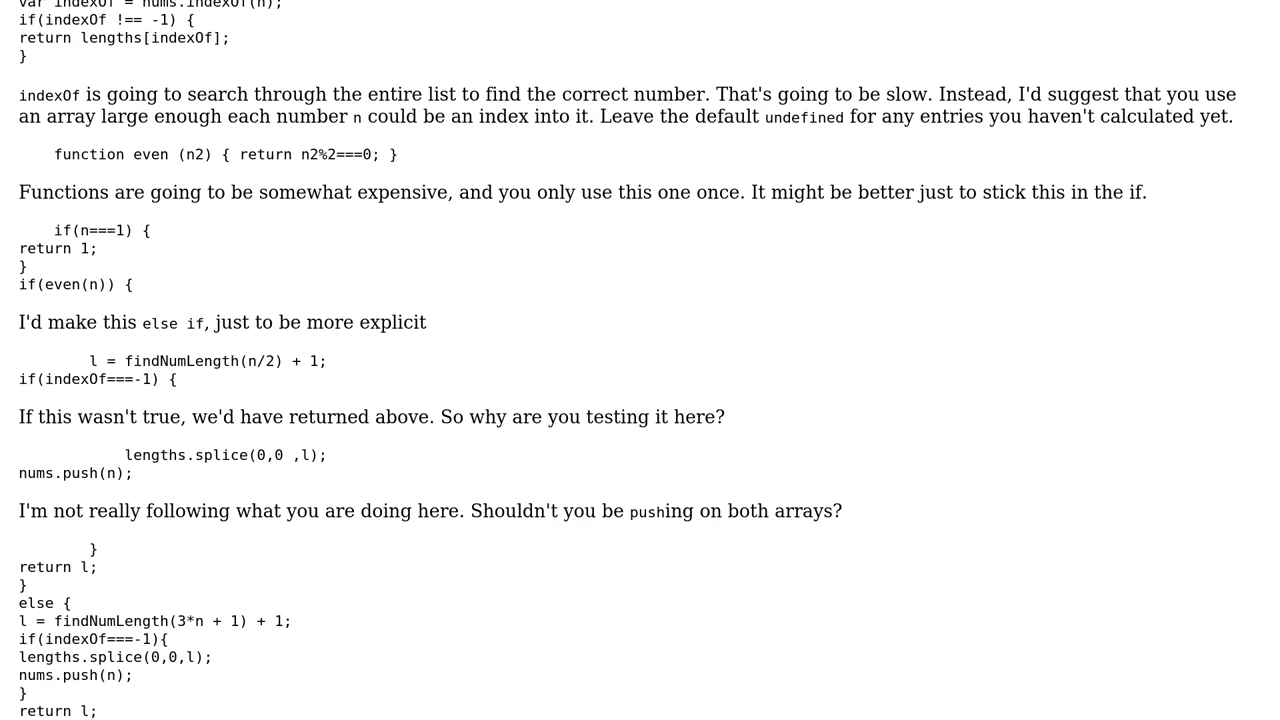 var indexOf = nums.indexOf(n);
if(indexOf !== -1) {
return lengths[indexOf];
}
indexOf is going to search through the entire list to find the correct number. That's going to be slow. Instead, I'd suggest that you use
an array large enough each number n could be an index into it. Leave the default undefined for any entries you haven't calculated yet.
function even (n2) { return n2%2===0; }
Functions are going to be somewhat expensive, and you only use this one once. It might be better just to stick this in the if.
if(n===1) {
return 1;
}
if(even(n)) {
I'd make this else if, just to be more explicit
l = findNumLength(n/2) + 1;
if(indexOf===-1) {
If this wasn't true, we'd have returned above. So why are you testing it here?
lengths.splice(0,0 ,l);
nums.push(n);
I'm not really following what you are doing here. Shouldn't you be pushing on both arrays?
}
return l;
}
else {
l = findNumLength(3*n + 1) + 1;
if(indexOf===-1){
lengths.splice(0,0,l);
nums.push(n);
}
return l;